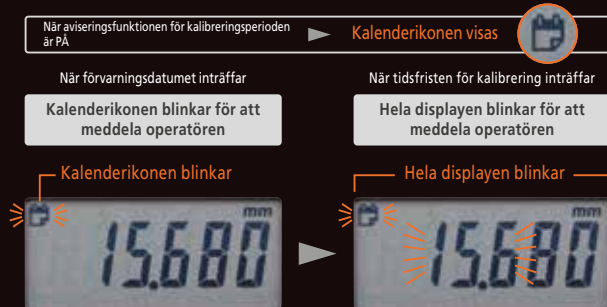 När aviseringsfunktionen för kalibreringsperioden
är PÅ
Kalenderikonen visas
När förvarningsdatumet inträffar
När tidsfristen för kalibrering inträffar
Kalenderikonen blinkar för att
meddela operatören
Hela displayen blinkar för att
meddela operatören
Kalenderikonen blinkar
Hela displayen blinkar
mm
15.680
mm
15.680